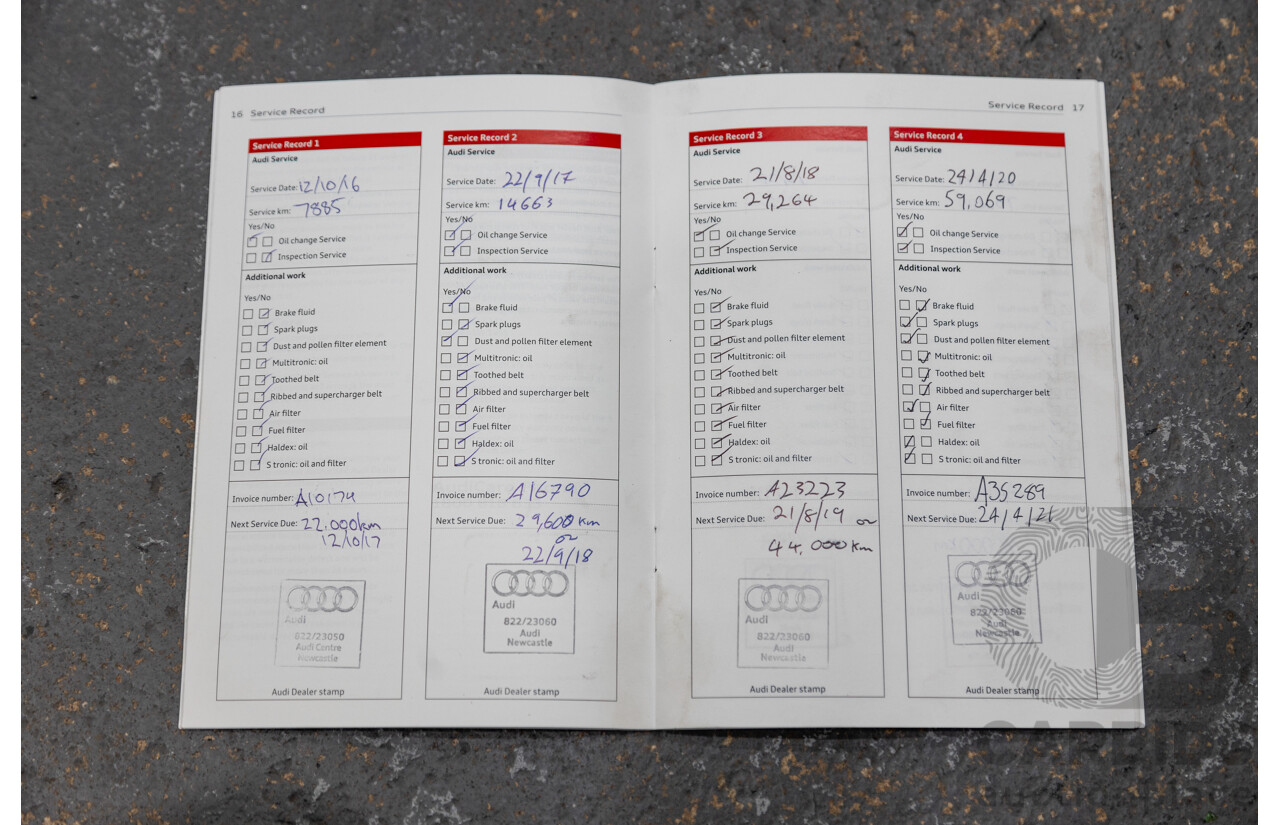 16 Service Record
Service Record 1
Audi Service
Service Date: 12/10/16
Service km: 7885
Yes/No
Oil change Service
Inspection Service
Additional work
Yes/No
Brake fluid
Spark plugs
Dust and pollen filter element
Multitronic: oil
Toothed belt
Ribbed and supercharger belt
Air filter
Fuel filter
Haldex: oil
S tronic: oil and filter
Invoice number: A10174
Next Service Due: 22,000km
12/10/17
Audi
822/23050
Audi Centre
Newcastle
Audi Dealer stamp
Service Record 2
Audi Service
Service Date: 22/9/17
Service km: 14663
Yes/No
Oil change Service
Inspection Service
Additional work
Yes/No
Brake fluid
Spark plugs
Dust and pollen filter element
Multitronic: oil
Toothed belt
Ribbed and supercharger belt
Air filter
Fuel filter
Haldex: oil
S tronic: oil and filter
Invoice number: A16790
Next Service Due: 29,600 km
or
22/9/18
Audi
822/23060
Audi
Newcastle
Audi Dealer stamp
Service Record 17
Service Record 3
Audi Service
Service Date: 21/8/18
Service km: 29,264
Yes/No
Oil change Service
Inspection Service
Additional work
Yes/No
Brake fluid
Spark plugs
Dust and pollen filter element
Multitronic: oil
Toothed belt
Ribbed and supercharger belt
Air filter
Fuel filter
Haldex: oil
S tronic: oil and filter
Invoice number: A23223
Next Service Due: 21/8/19 or
44,000km
Audi
822/23060
Audi
Newcastle
Audi Dealer stamp
Service Record 4
Audi Service
Service Date: 24/4/20
Service km: 59,069
Yes/No
Oil change Service
Inspection Service
Additional work
Yes/No
Brake fluid
Spark plugs
Dust and pollen filter element
Multitronic: oil
Toothed belt
Ribbed and supercharger belt
Air filter
Fuel filter
Haldex: oil
S tronic: oil and filter
Invoice number: A35289
Next Service Due: 24/4/21
Audi
822/23060
Audi
Newcastle
Audi Dealer stamp